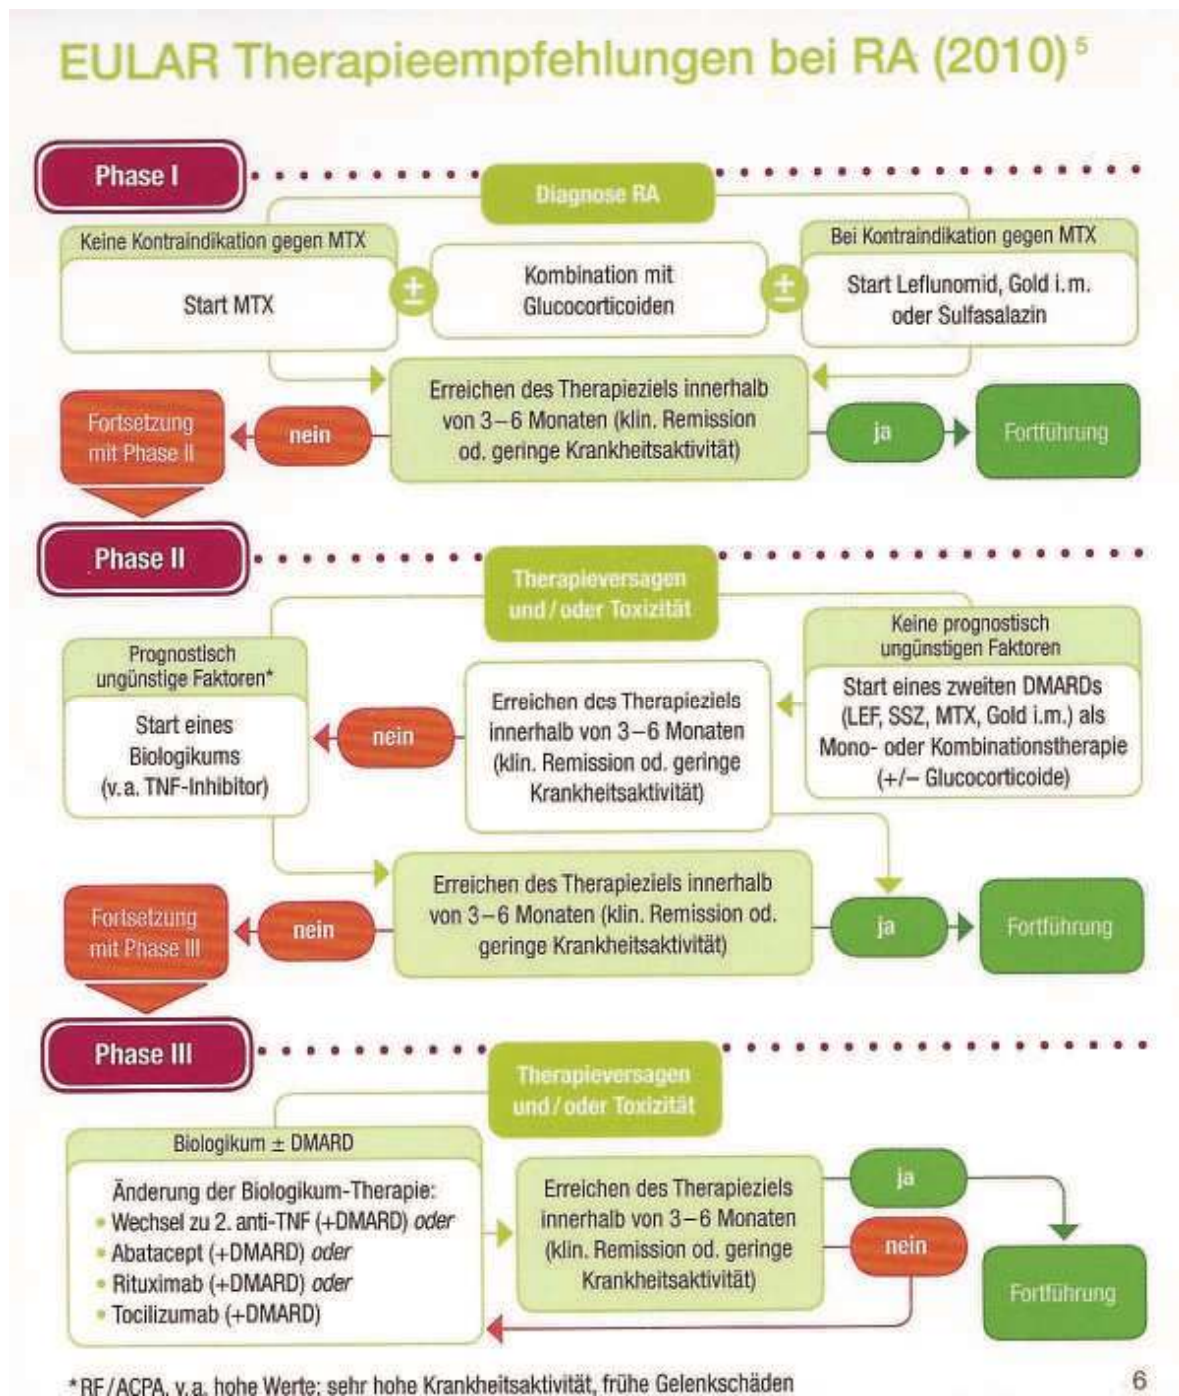 EULAR Therapieempfehlungen bei RA (2010)⁵
Phase I
Diagnose RA
Keine Kontraindikation gegen MTX
Start MTX
±
Kombination mit
Glucocorticoiden
±
Bei Kontraindikation gegen MTX
Start Leflunomid, Gold i.m.
oder Sulfasalazin
Erreichen des Therapieziels innerhalb
von 3–6 Monaten (klin. Remission
od. geringe Krankheitsaktivität)
nein
Fortsetzung
mit Phase II
ja
Fortführung
Phase II
Therapieversagen
und/oder Toxizität
Prognostisch
ungünstige Faktoren*
Start eines
Biologikums
(v.a. TNF-Inhibitor)
nein
Erreichen des Therapieziels
innerhalb von 3–6 Monaten
(klin. Remission od. geringe
Krankheitsaktivität)
Keine prognostisch
ungünstigen Faktoren
Start eines zweiten DMARDs
(LEF, SSZ, MTX, Gold i.m.) als
Mono- oder Kombinationstherapie
(+/– Glucocorticoide)
Erreichen des Therapieziels innerhalb
von 3–6 Monaten (klin. Remission od.
geringe Krankheitsaktivität)
nein
Fortsetzung
mit Phase III
ja
Fortführung
Phase III
Therapieversagen
und/oder Toxizität
Biologikum ± DMARD
Änderung der Biologikum-Therapie:
• Wechsel zu 2. anti-TNF (+DMARD) oder
• Abatacept (+DMARD) oder
• Rituximab (+DMARD) oder
• Tocilizumab (+DMARD)
Erreichen des Therapieziels
innerhalb von 3–6 Monaten
(klin. Remission od. geringe
Krankheitsaktivität)
ja
nein
Fortführung
*RF/ACPA, v.a. hohe Werte; sehr hohe Krankheitsaktivität, frühe Gelenkschäden
6